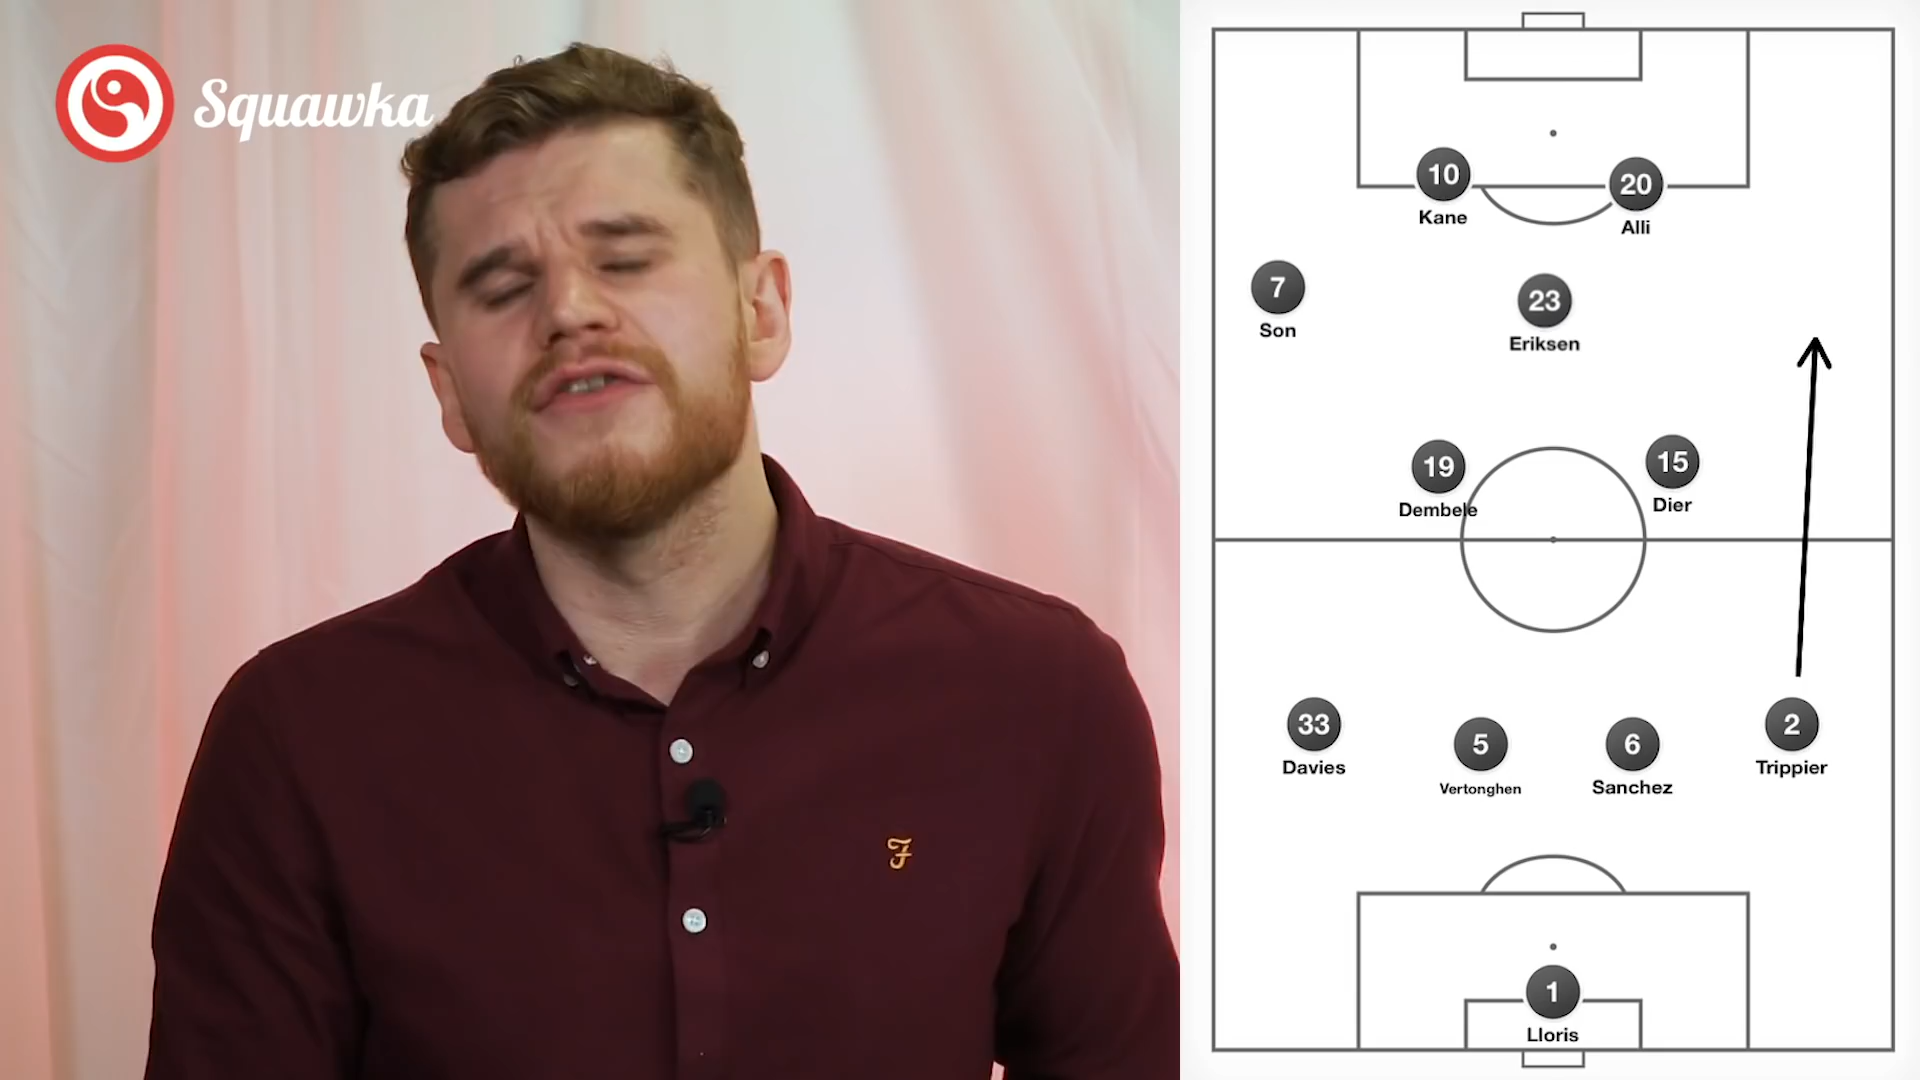 Squawka
10
Kane
20
Alli
7
Son
23
Eriksen
19
Dembele
15
Dier
33
Davies
5
Vertonghen
6
Sanchez
2
Trippier
1
Lloris
F